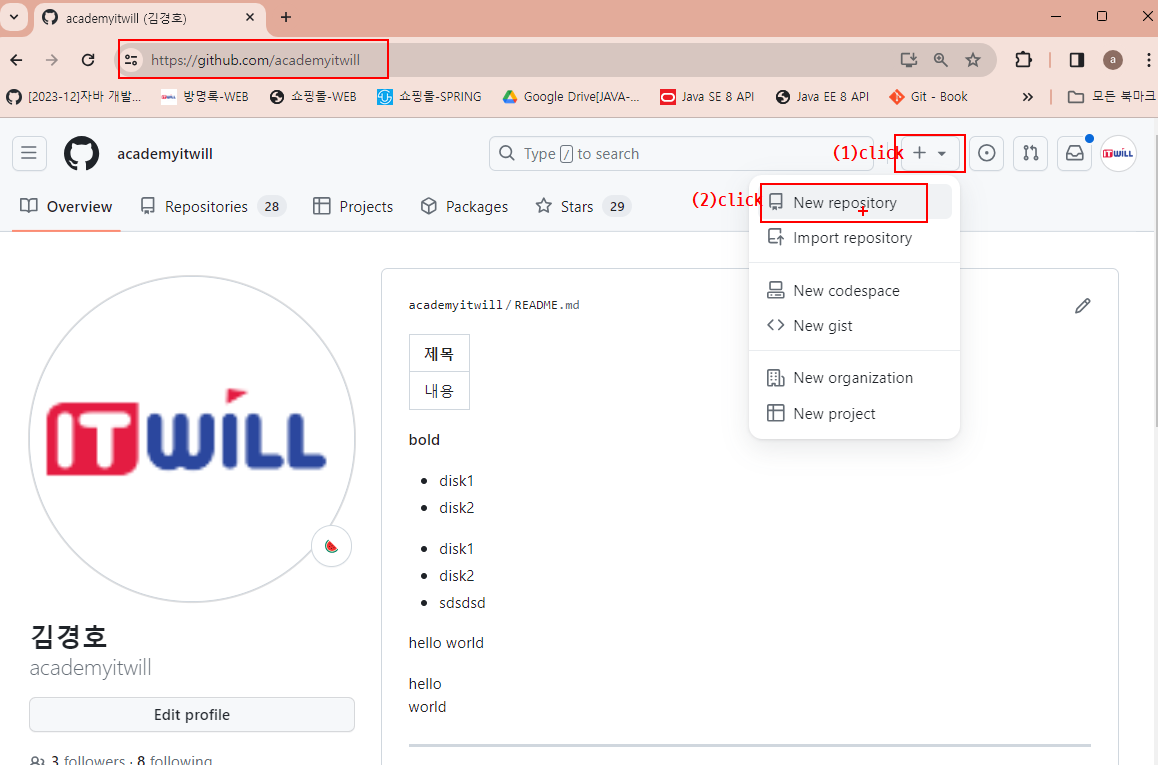 academyitwill (김경호)
https://github.com/academyitwill
a
[2023-12]자바 개발...
방명록-WEB
쇼핑몰-WEB
쇼핑몰-SPRING
Google Drive[JAVA-...
Java SE 8 API
Java EE 8 API
Git - Book
모든 북마크
academyitwill
Type / to search
(1)click
ITWILL
Overview
Repositories 28
Projects
Packages
Stars 29
(2)click
New repository
Import repository
New codespace
New gist
New organization
New project
ITWILL
academyitwill/README.md
제목
내용
bold
disk1
disk2
disk1
disk2
sdsdsd
hello world
hello
world
김경호
academyitwill
Edit profile
3 followers · 8 following